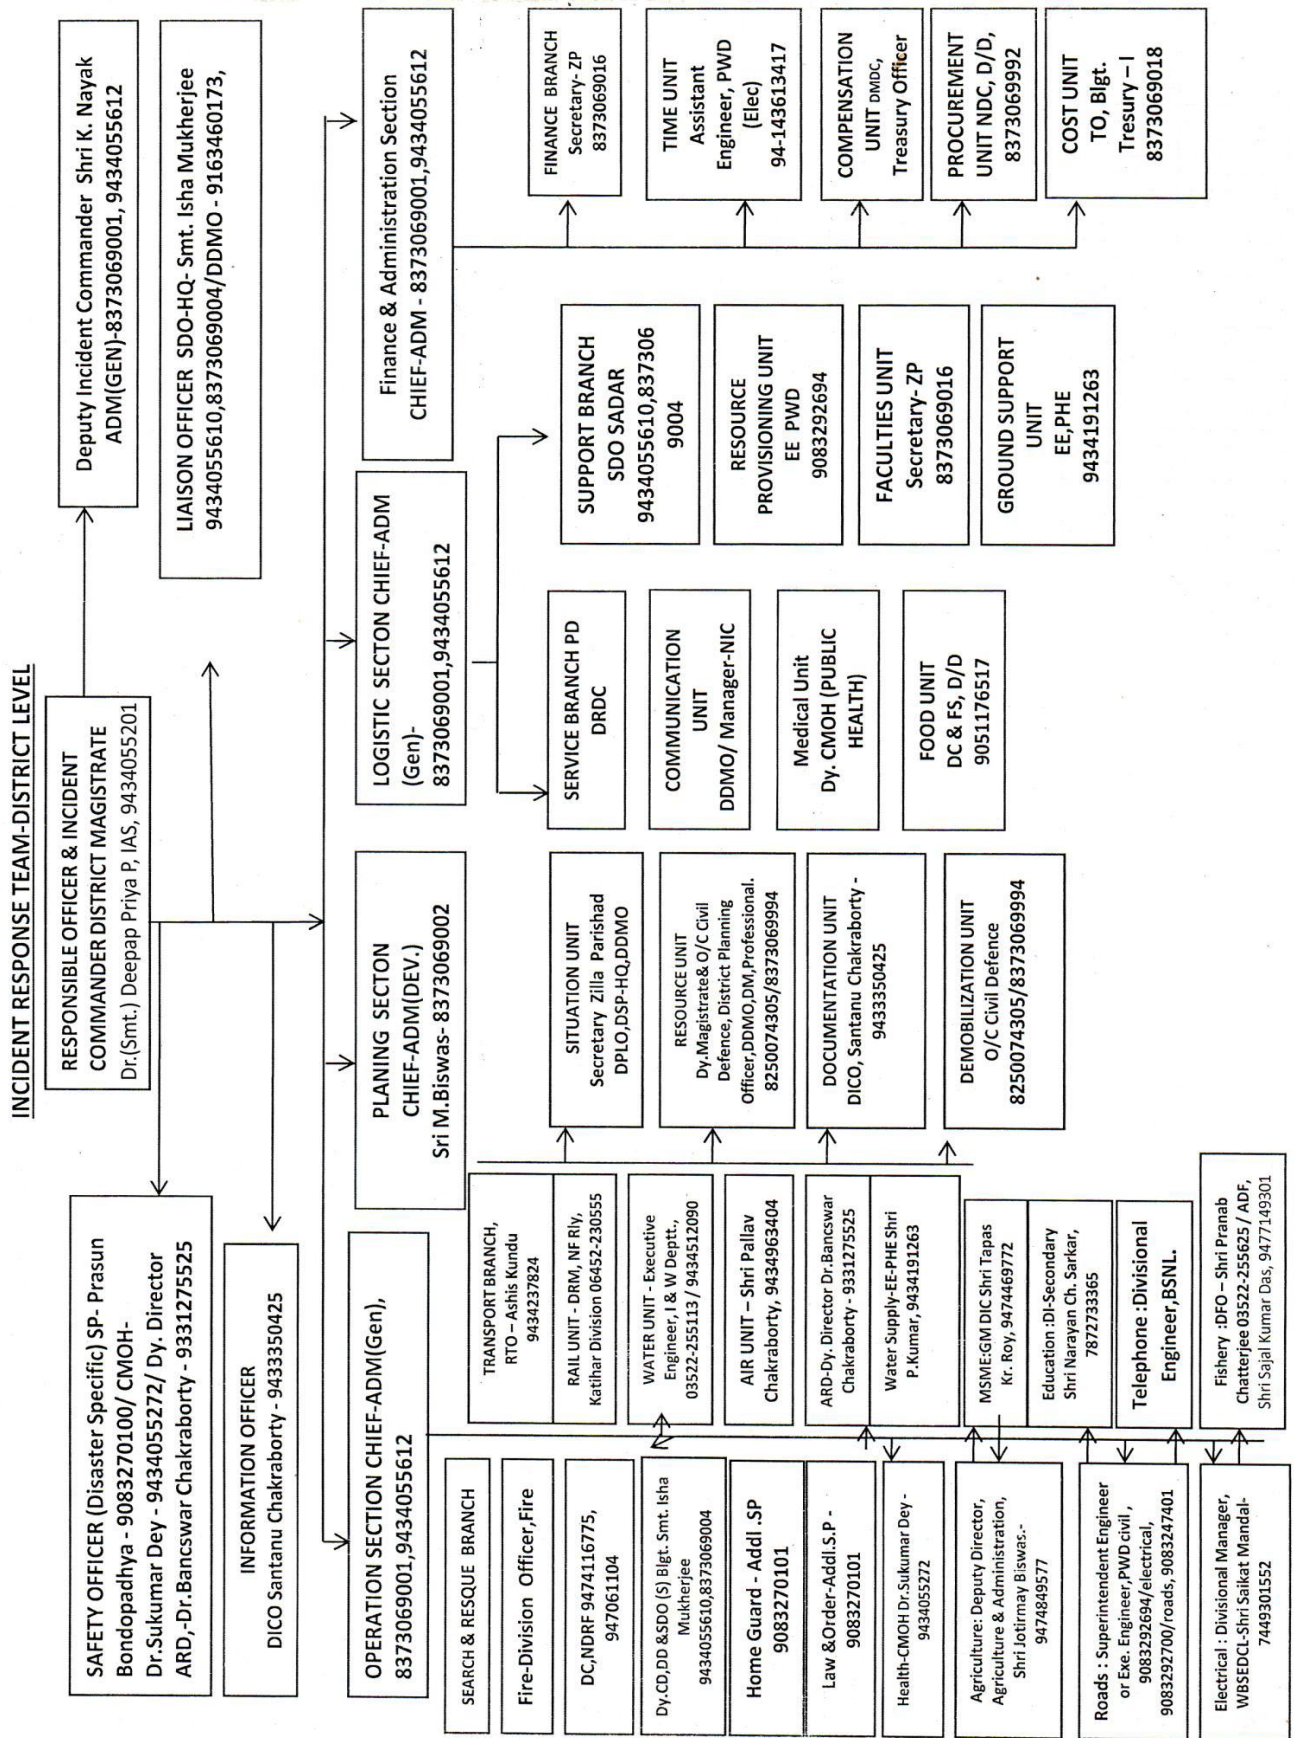 INCIDENT RESPONSE TEAM-DISTRICT LEVEL
RESPONSIBLE OFFICER & INCIDENT
COMMANDER DISTRICT MAGISTRATE
Dr.(Smt.) Deepap Priya P, IAS, 9434055201
Deputy Incident Commander Shri K. Nayak
ADM(GEN)-8373069001, 9434055612
SAFETY OFFICER (Disaster Specific) SP- Prasun
Bondopadhya - 9083270100/ CMOH-
Dr.Sukumar Dey - 9434055272/ Dy. Director
ARD,-Dr.Bancswar Chakraborty - 9331275525
LIAISON OFFICER SDO-HQ- Smt. Isha Mukherjee
9434055610,8373069004/DDMO - 9163460173,
INFORMATION OFFICER
DICO Santanu Chakraborty - 9433350425
OPERATION SECTION CHIEF-ADM(Gen),
8373069001,9434055612
PLANING SECTON
CHIEF-ADM(DEV.)
Sri M.Biswas- 8373069002
LOGISTIC SECTON CHIEF-ADM
(Gen)-
8373069001,9434055612
Finance & Administration Section
CHIEF-ADM - 8373069001,9434055612
SEARCH & RESQUE BRANCH
Fire-Division Officer,Fire
DC,NDRF 9474116775,
947061104
Dy.CD,DD &SDO (S) Blgt. Smt. Isha
Mukherjee
9434055610,8373069004
Home Guard - Addl .SP
9083270101
Law &Order-Addl.S.P -
9083270101
Health-CMOH Dr.Sukumar Dey -
9434055272
Agriculture: Deputy Director,
Agriculture & Administration,
Shri Jotirmay Biswas.-
9474849577
Roads : Superintendent Engineer
or Exe. Engineer,PWD civil ,
9083292694/electrical,
9083292700/roads, 9083247401
Electrical : Divisional Manager,
WBSEDCL-Shri Saikat Mandal-
7449301552
TRANSPORT BRANCH,
RTO – Ashis Kundu
9434237824
RAIL UNIT - DRM, NF Rly,
Katihar Division 06452-230555
WATER UNIT - Executive
Engineer, I & W Deptt.,
03522-255113 / 9434512090
AIR UNIT – Shri Pallav
Chakraborty, 9434963404
ARD-Dy. Director Dr.Bancswar
Chakraborty - 9331275525
Water Supply-EE-PHE Shri
P.Kumar, 9434191263
MSME:GM DIC Shri Tapas
Kr. Roy, 9474469772
Education :DI-Secondary
Shri Narayan Ch. Sarkar,
7872733365
Telephone :Divisional
Engineer,BSNL.
Fishery :DFO – Shri Pranab
Chatterjee 03522-255625 / ADF,
Shri Sajal Kumar Das, 9477149301
SITUATION UNIT
Secretary Zilla Parishad
DPLO,DSP-HQ,DDMO
RESOURCE UNIT
Dy.Magistrate& O/C Civil
Defence, District Planning
Officer,DDMO,DM,Professional.
8250074305/8373069994
DOCUMENTATION UNIT
DICO, Santanu Chakraborty -
9433350425
DEMOBILIZATION UNIT
O/C Civil Defence
8250074305/8373069994
SERVICE BRANCH PD
DRDC
COMMUNICATION
UNIT
DDMO/ Manager-NIC
Medical Unit
Dy. CMOH (PUBLIC
HEALTH)
FOOD UNIT
DC & FS, D/D
9051176517
SUPPORT BRANCH
SDO SADAR
9434055610,837306
9004
RESOURCE
PROVISIONING UNIT
EE PWD
9083292694
FACULTIES UNIT
Secretary- ZP
8373069016
GROUND SUPPORT
UNIT
EE,PHE
9434191263
FINANCE BRANCH
Secretary- ZP
8373069016
TIME UNIT
Assistant
Engineer, PWD
(Elec)
94-143613417
COMPENSATION
UNIT DMDC,
Treasury Officer
PROCUREMENT
UNIT NDC, D/D,
8373069992
COST UNIT
TO, Blgt.
Tresury – I
8373069018